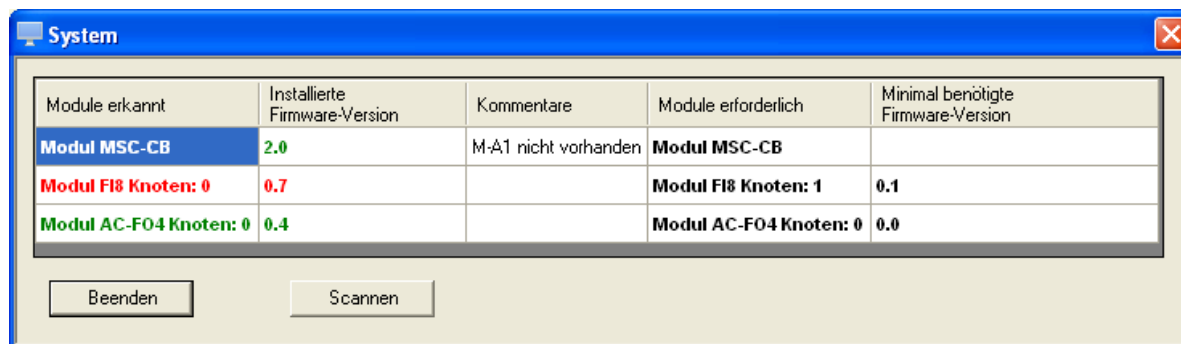 System
Module erkannt
Installierte
Firmware-Version
Kommentare
Module erforderlich
Minimal benötigte
Firmware-Version
Modul MSC-CB 2.0 M-A1 nicht vorhanden Modul MSC-CB
Modul FI8 Knoten: 0 0.7 Modul FI8 Knoten: 1 0.1
Modul AC-FO4 Knoten: 0 0.4 Modul AC-FO4 Knoten: 0 0.0
Beenden Scannen